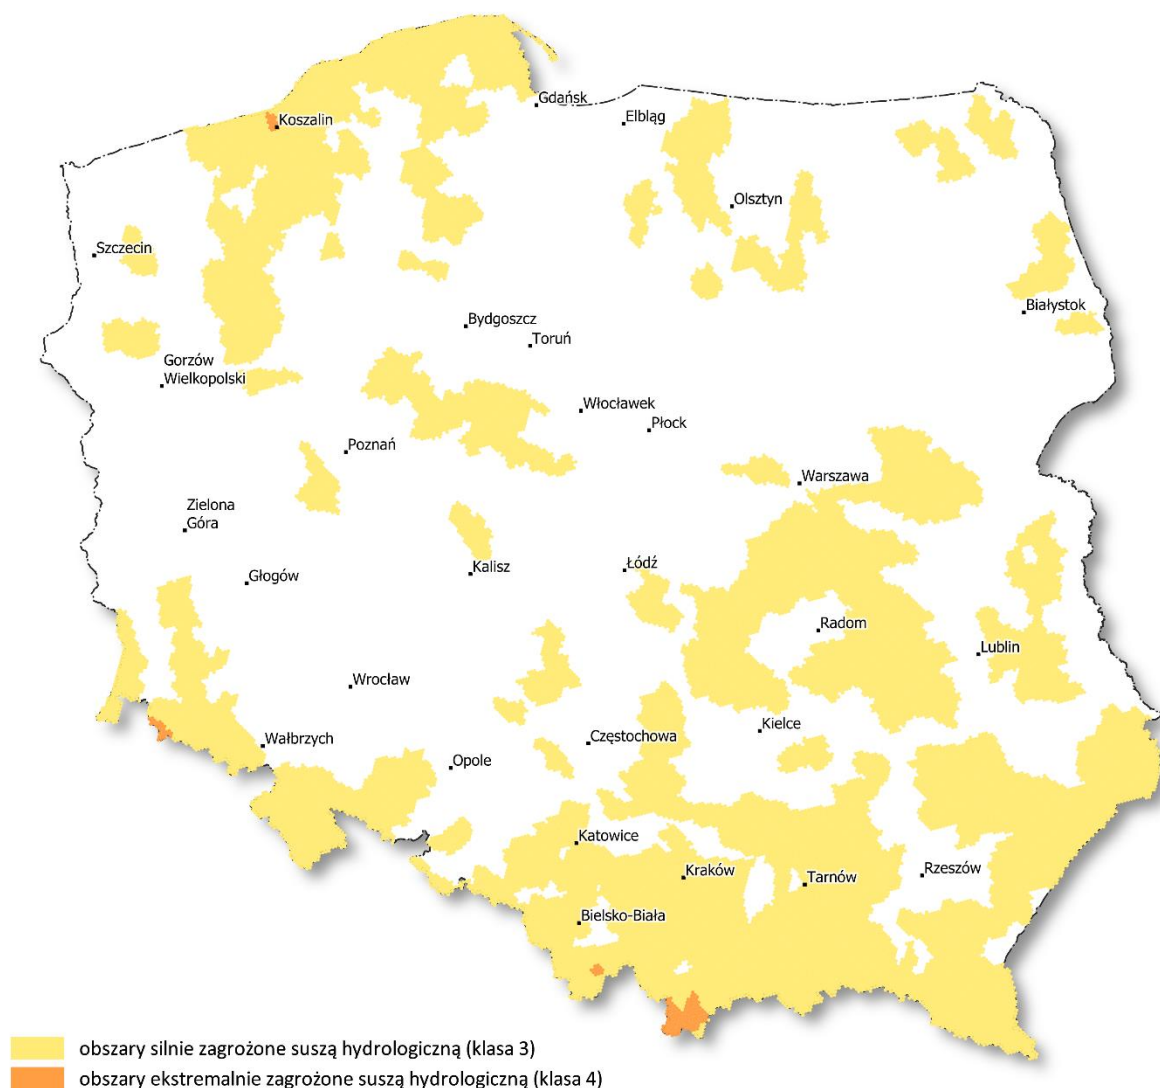 Gdańsk
Koszalin
Elbląg
Olsztyn
Szczecin
Białystok
Bydgoszcz
Toruń
Gorzów
Wielkopolski
Włocławek
Płock
Poznań
Warszawa
Zielona
Góra
Głogów
Kalisz
Łódź
Radom
Lublin
Wrocław
Kielce
Wałbrzych
Częstochowa
Opole
Katowice
Kraków
Tarnów
Rzeszów
Bielsko-Biała
obszary silnie zagrożone suszą hydrologiczną (klasa 3)
obszary ekstremalnie zagrożone suszą hydrologiczną (klasa 4)